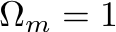 Ω_m = 1